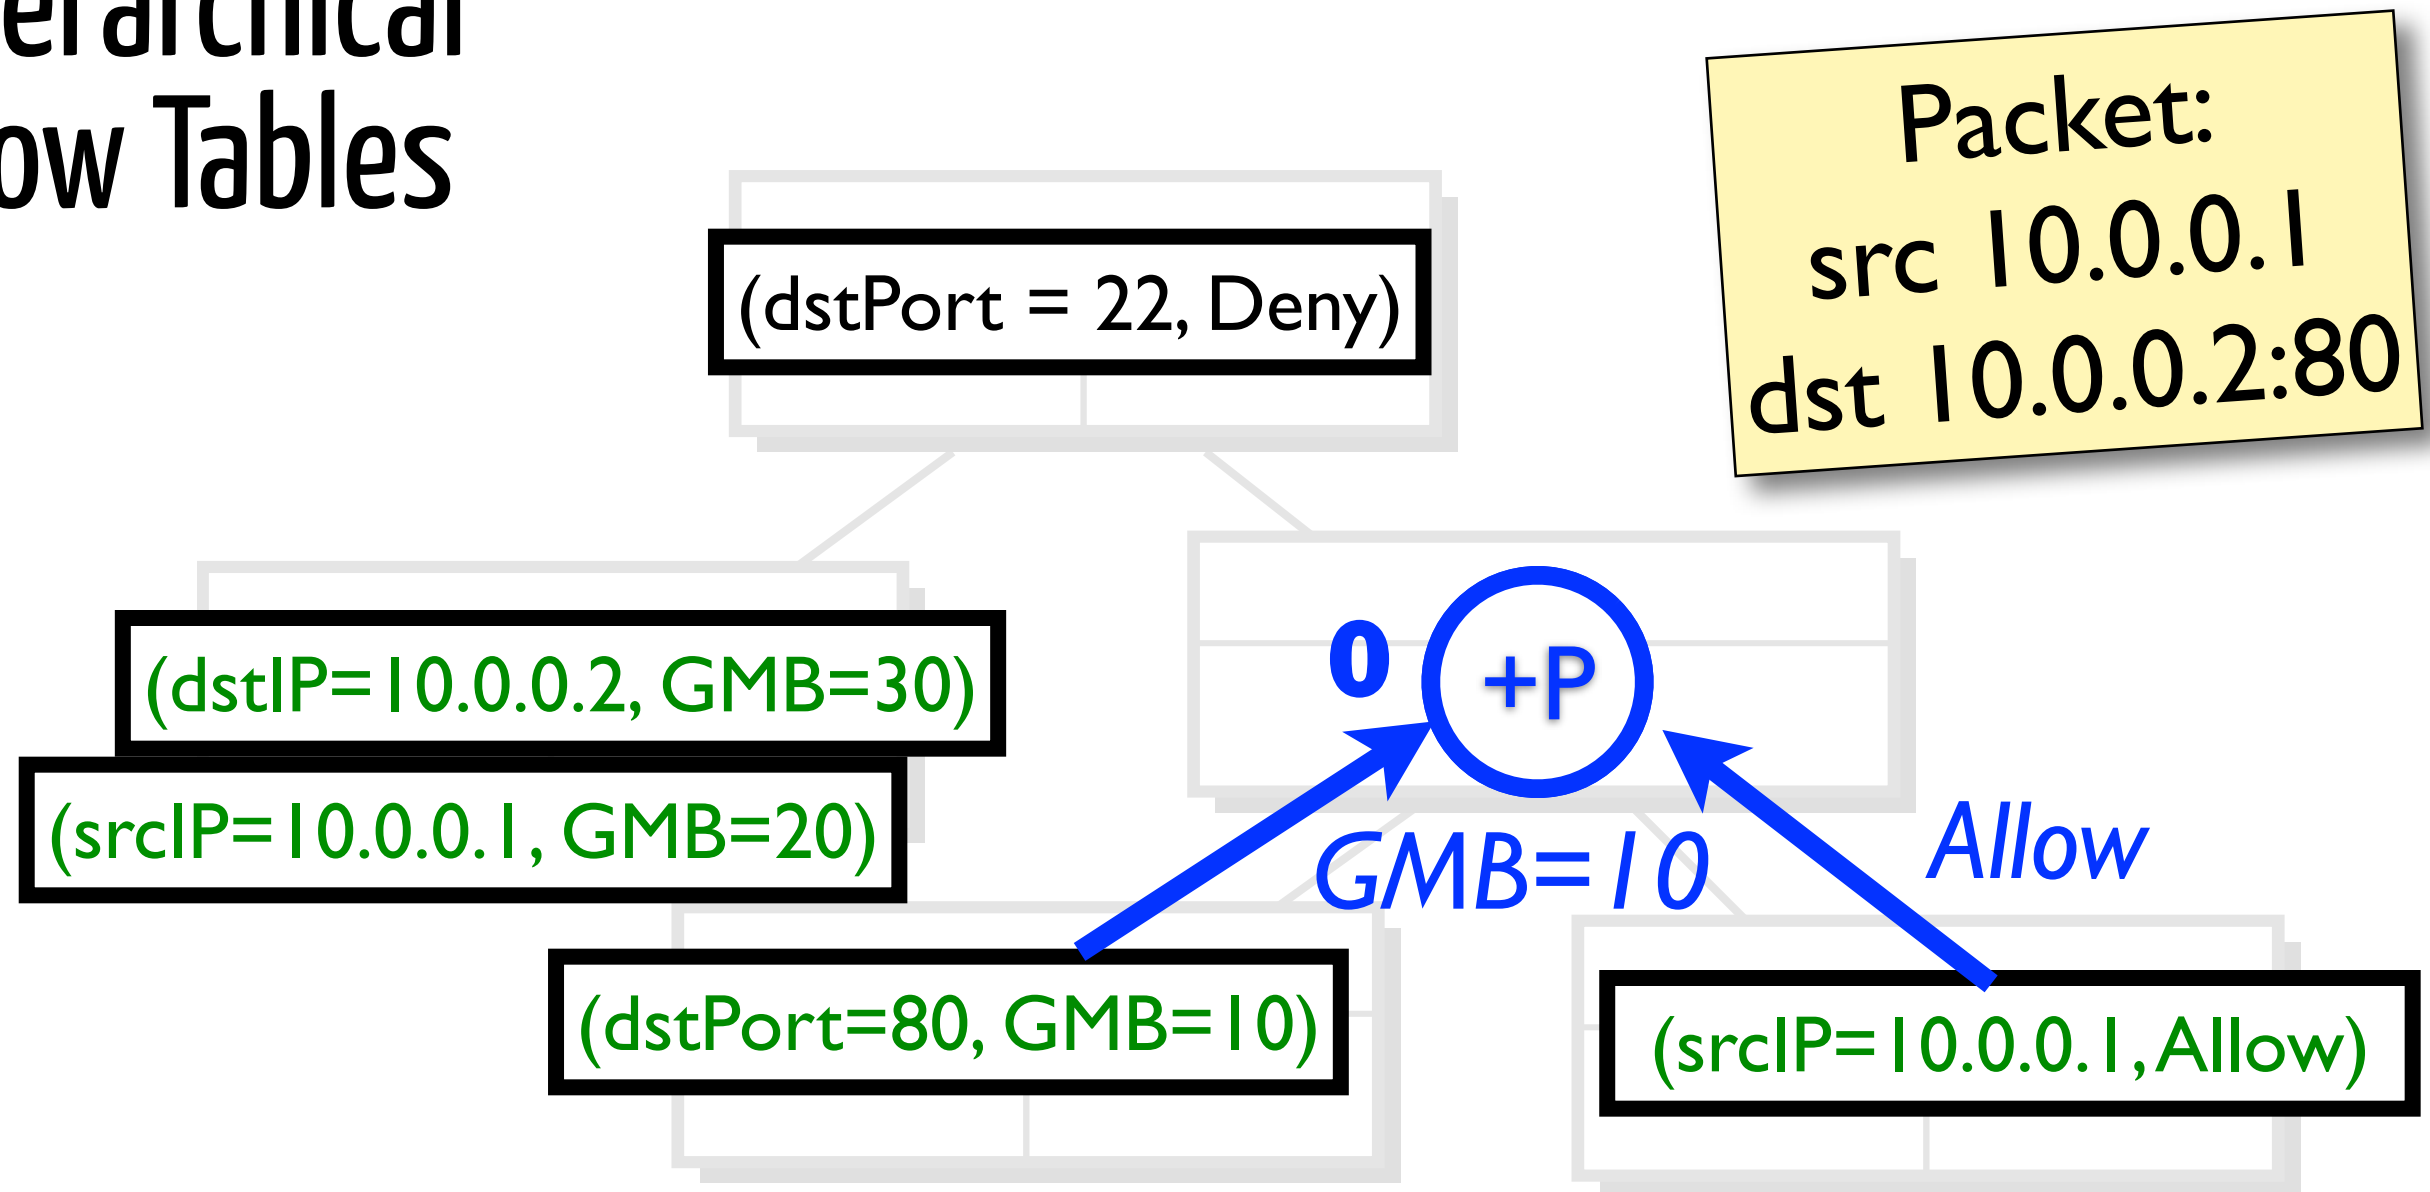 erarchical
ow Tables
Packet:
src 10.0.0.1
dst 10.0.0.2:80
(dstPort = 22, Deny)
0
+P
(dstIP=10.0.0.2, GMB=30)
(srcIP=10.0.0.1, GMB=20)
GMB=10
Allow
(dstPort=80, GMB=10)
(srcIP=10.0.0.1, Allow)